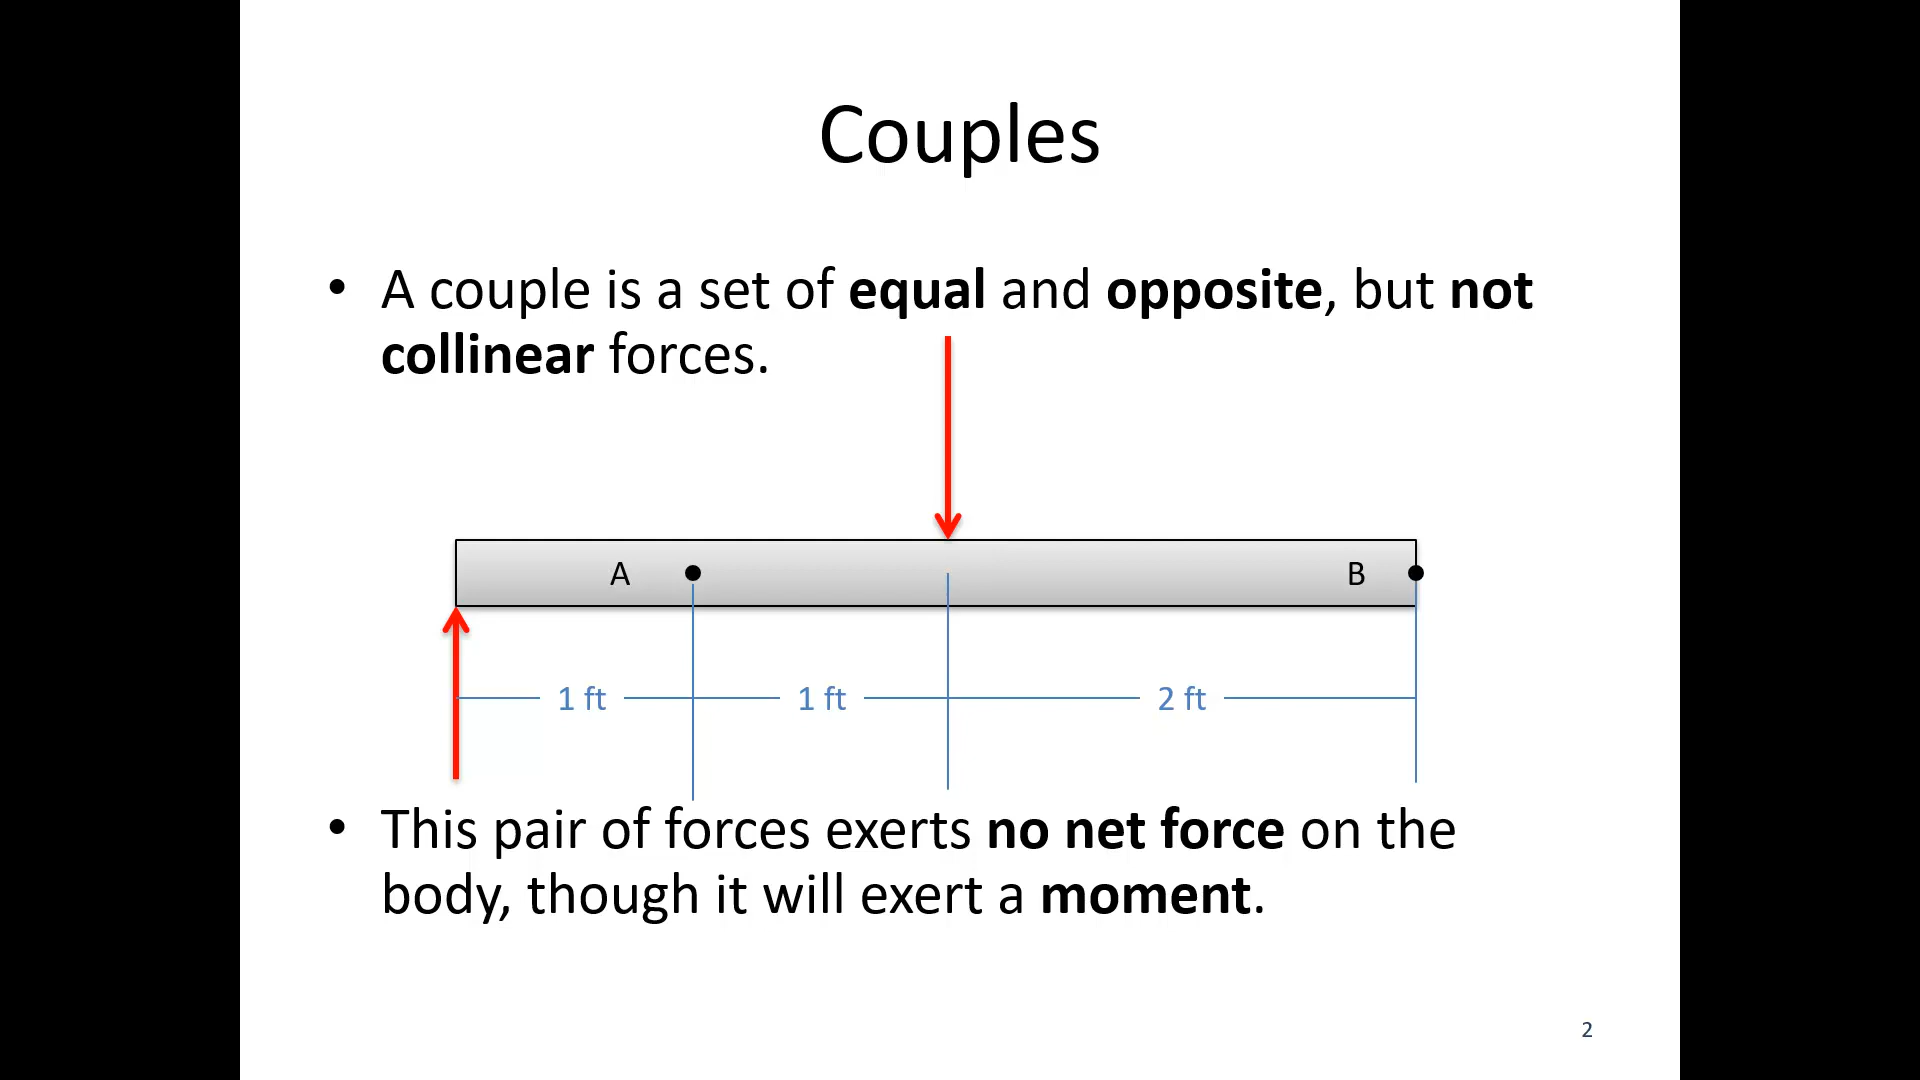 Couples
• A couple is a set of equal and opposite, but not
collinear forces.
A
B
1 ft
1 ft
2 ft
• This pair of forces exerts no net force on the
body, though it will exert a moment.
2